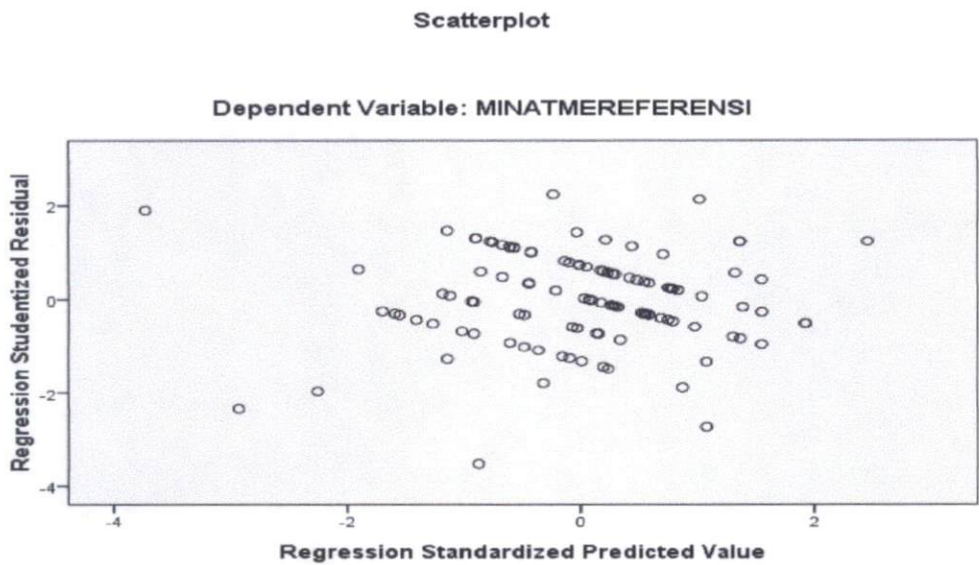 Scatterplot
Dependent Variable: MINATMEREFERENSI
Regression Studentized Residual
2
0
-2
-4
-4
-2
0
2
Regression Standardized Predicted Value